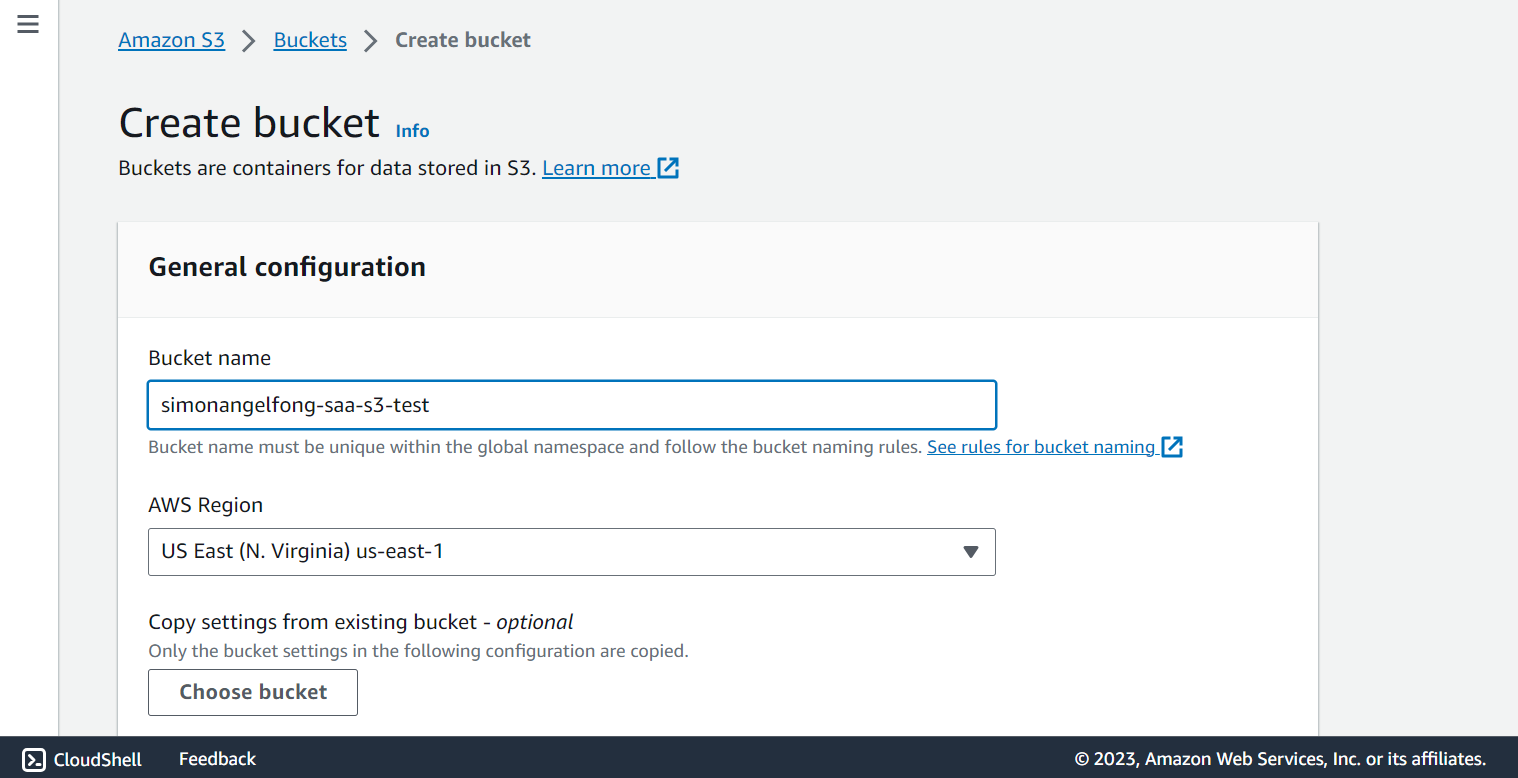 Amazon S3 > Buckets > Create bucket
Create bucket Info
Buckets are containers for data stored in S3. Learn more
General configuration
Bucket name
simonangelfong-saa-s3-test
Bucket name must be unique within the global namespace and follow the bucket naming rules. See rules for bucket naming
AWS Region
US East (N. Virginia) us-east-1
Copy settings from existing bucket - optional
Only the bucket settings in the following configuration are copied.
Choose bucket
CloudShell Feedback © 2023, Amazon Web Services, Inc. or its affiliates.